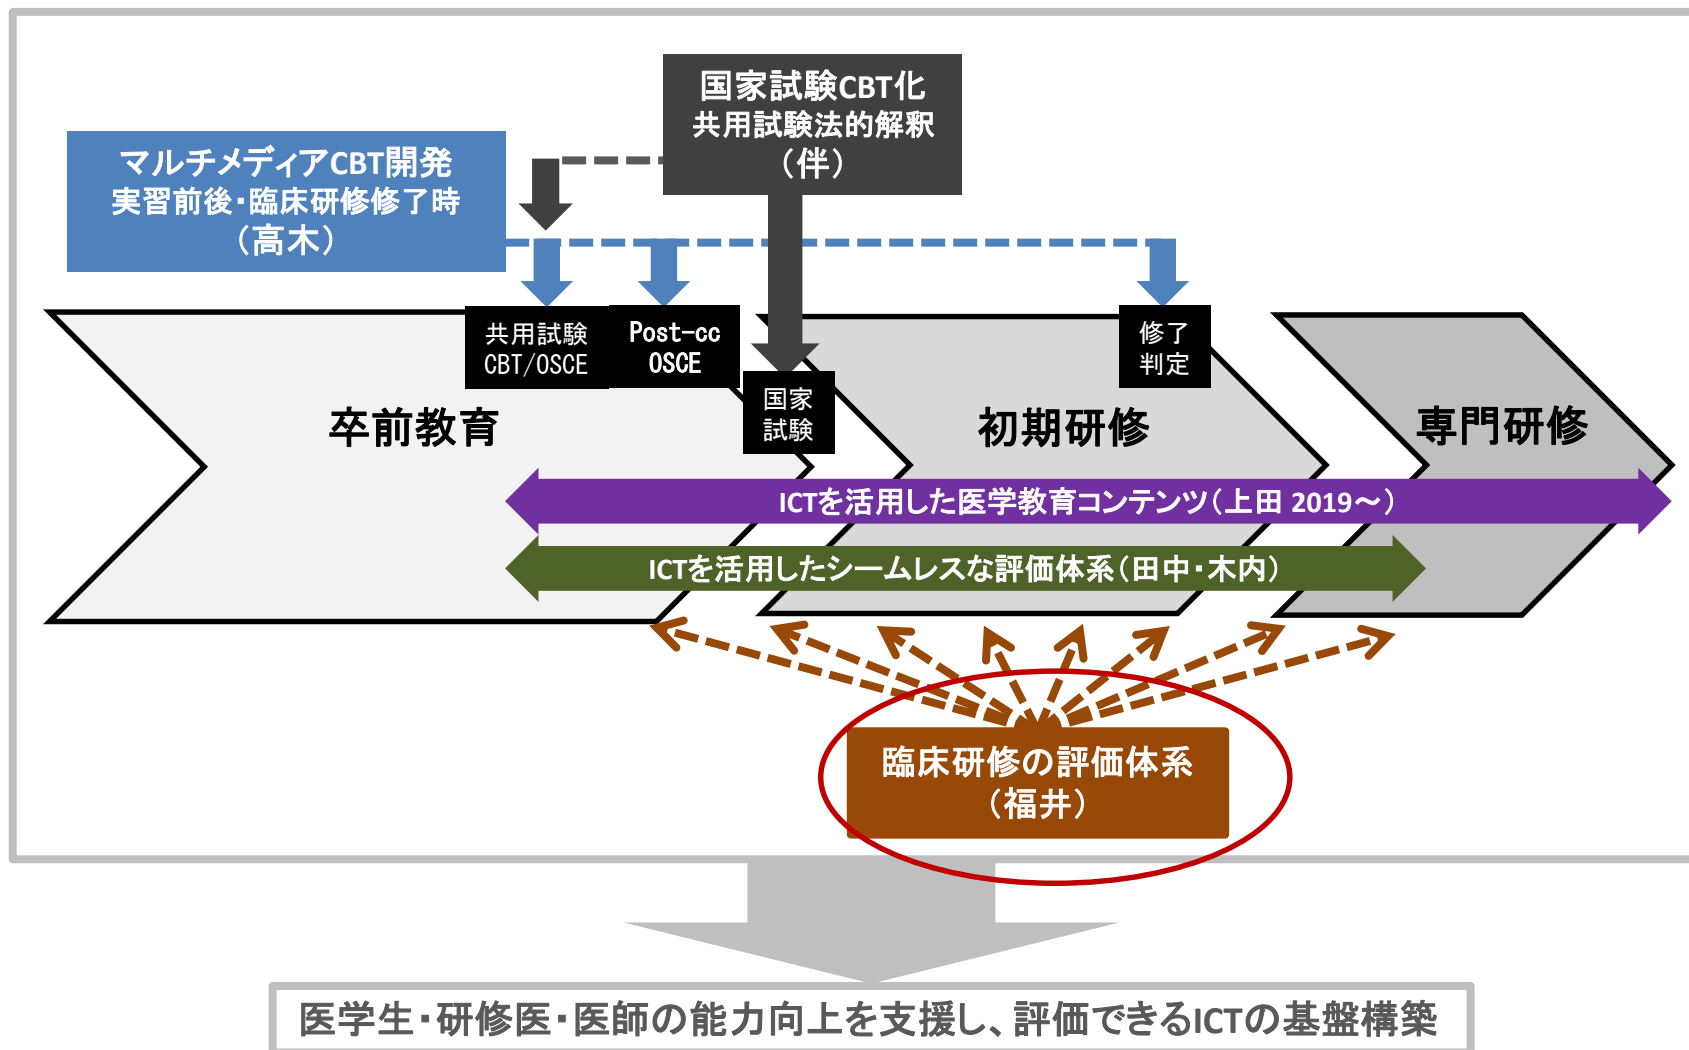 国家試験CBT化
共用試験法的解釈
（伴）
マルチメディアCBT開発
実習前後・臨床研修修了時
（高木）
共用試験
CBT/OSCE
Post-cc
OSCE
国家
試験
修了
判定
卒前教育
初期研修
専門研修
ICTを活用した医学教育コンテンツ（上田 2019～）
ICTを活用したシームレスな評価体系（田中・木内）
臨床研修の評価体系
（福井）
医学生・研修医・医師の能力向上を支援し、評価できるICTの基盤構築